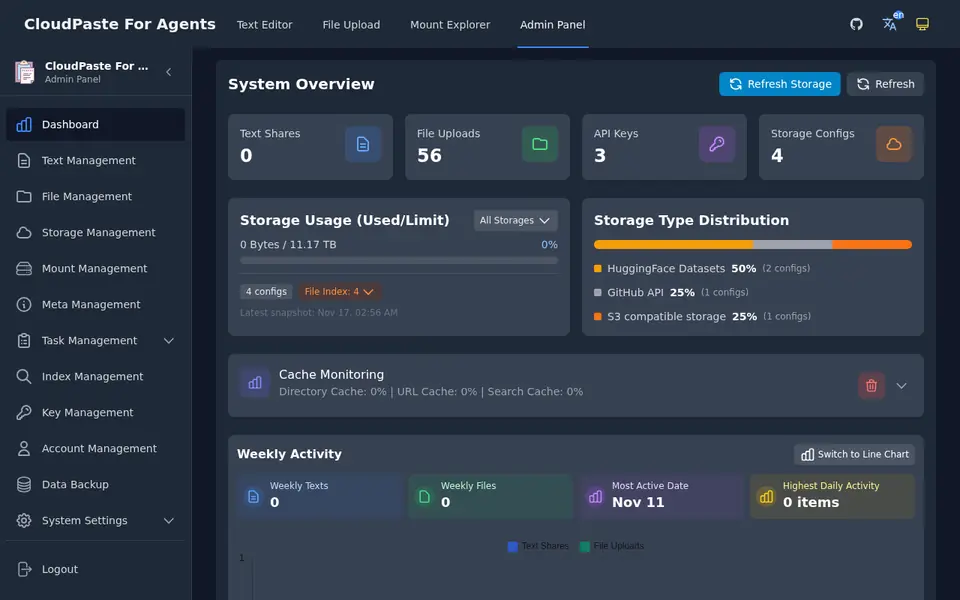 CloudPaste For Agents
Text Editor
File Upload
Mount Explorer
Admin Panel
en
CloudPaste For ...
Admin Panel
Dashboard
Text Management
File Management
Storage Management
Mount Management
Meta Management
Task Management
Index Management
Key Management
Account Management
Data Backup
System Settings
Logout
System Overview
Refresh Storage
Refresh
Text Shares
0
File Uploads
56
API Keys
3
Storage Configs
4
Storage Usage (Used/Limit)
All Storages
0 Bytes / 11.17 TB
0%
4 configs
File Index: 4
Latest snapshot: Nov 17, 02:56 AM
Storage Type Distribution
HuggingFace Datasets 50% (2 configs)
GitHub API 25% (1 configs)
S3 compatible storage 25% (1 configs)
Cache Monitoring
Directory Cache: 0% | URL Cache: 0% | Search Cache: 0%
Weekly Activity
Switch to Line Chart
Weekly Texts
0
Weekly Files
0
Most Active Date
Nov 11
Highest Daily Activity
0 items
Text Shares
File Uploads
1